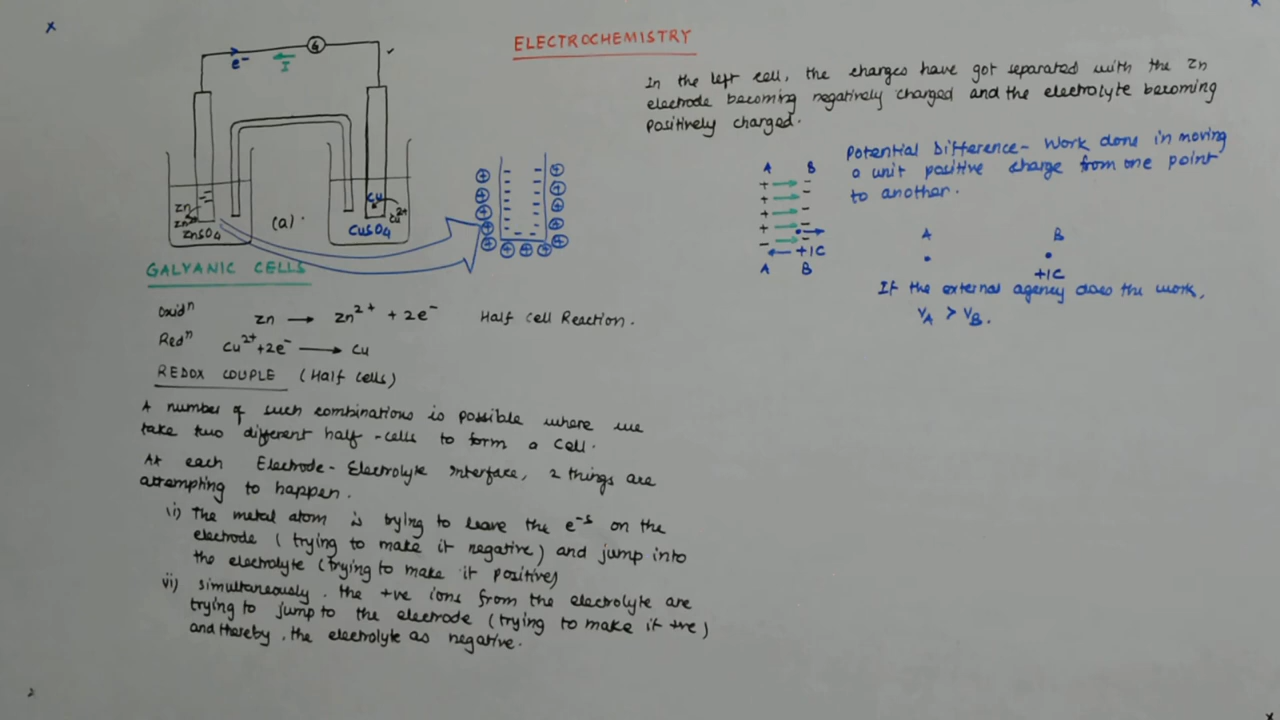 ELECTROCHEMISTRY
G
e⁻
I
Zn
Zn²⁺
ZnSO₄
(a)
Cu
Cu²⁺
CuSO₄
GALVANIC CELLS
Oxidⁿ Zn → Zn²⁺ + 2e⁻ Half Cell Reaction.
Redⁿ Cu²⁺+2e⁻ → Cu
REDOX COUPLE (Half Cells)
A number of such combinations is possible where we
take two different half-cells to form a cell.
At each Electrode-Electrolyte Interface, 2 things are
attempting to happen.
(i) The metal atom is trying to leave the e⁻s on the
electrode (trying to make it negative) and jump into
the electrolyte (trying to make it positive)
vi) simultaneously, the +ve ions from the electrolyte are
trying to jump to the electrode (trying to make it +ve)
and thereby, the electrolyte as negative.
In the left cell, the charges have got separated with the Zn
electrode becoming negatively charged and the electrolyte becoming
positively charged.
Potential Difference- Work done in moving
a unit positive charge from one point
to another.
A B
+ -
+ -
+ -
+ -
- -
+1C
A B
A B
+1C
If the external agency does the work,
VA > VB.